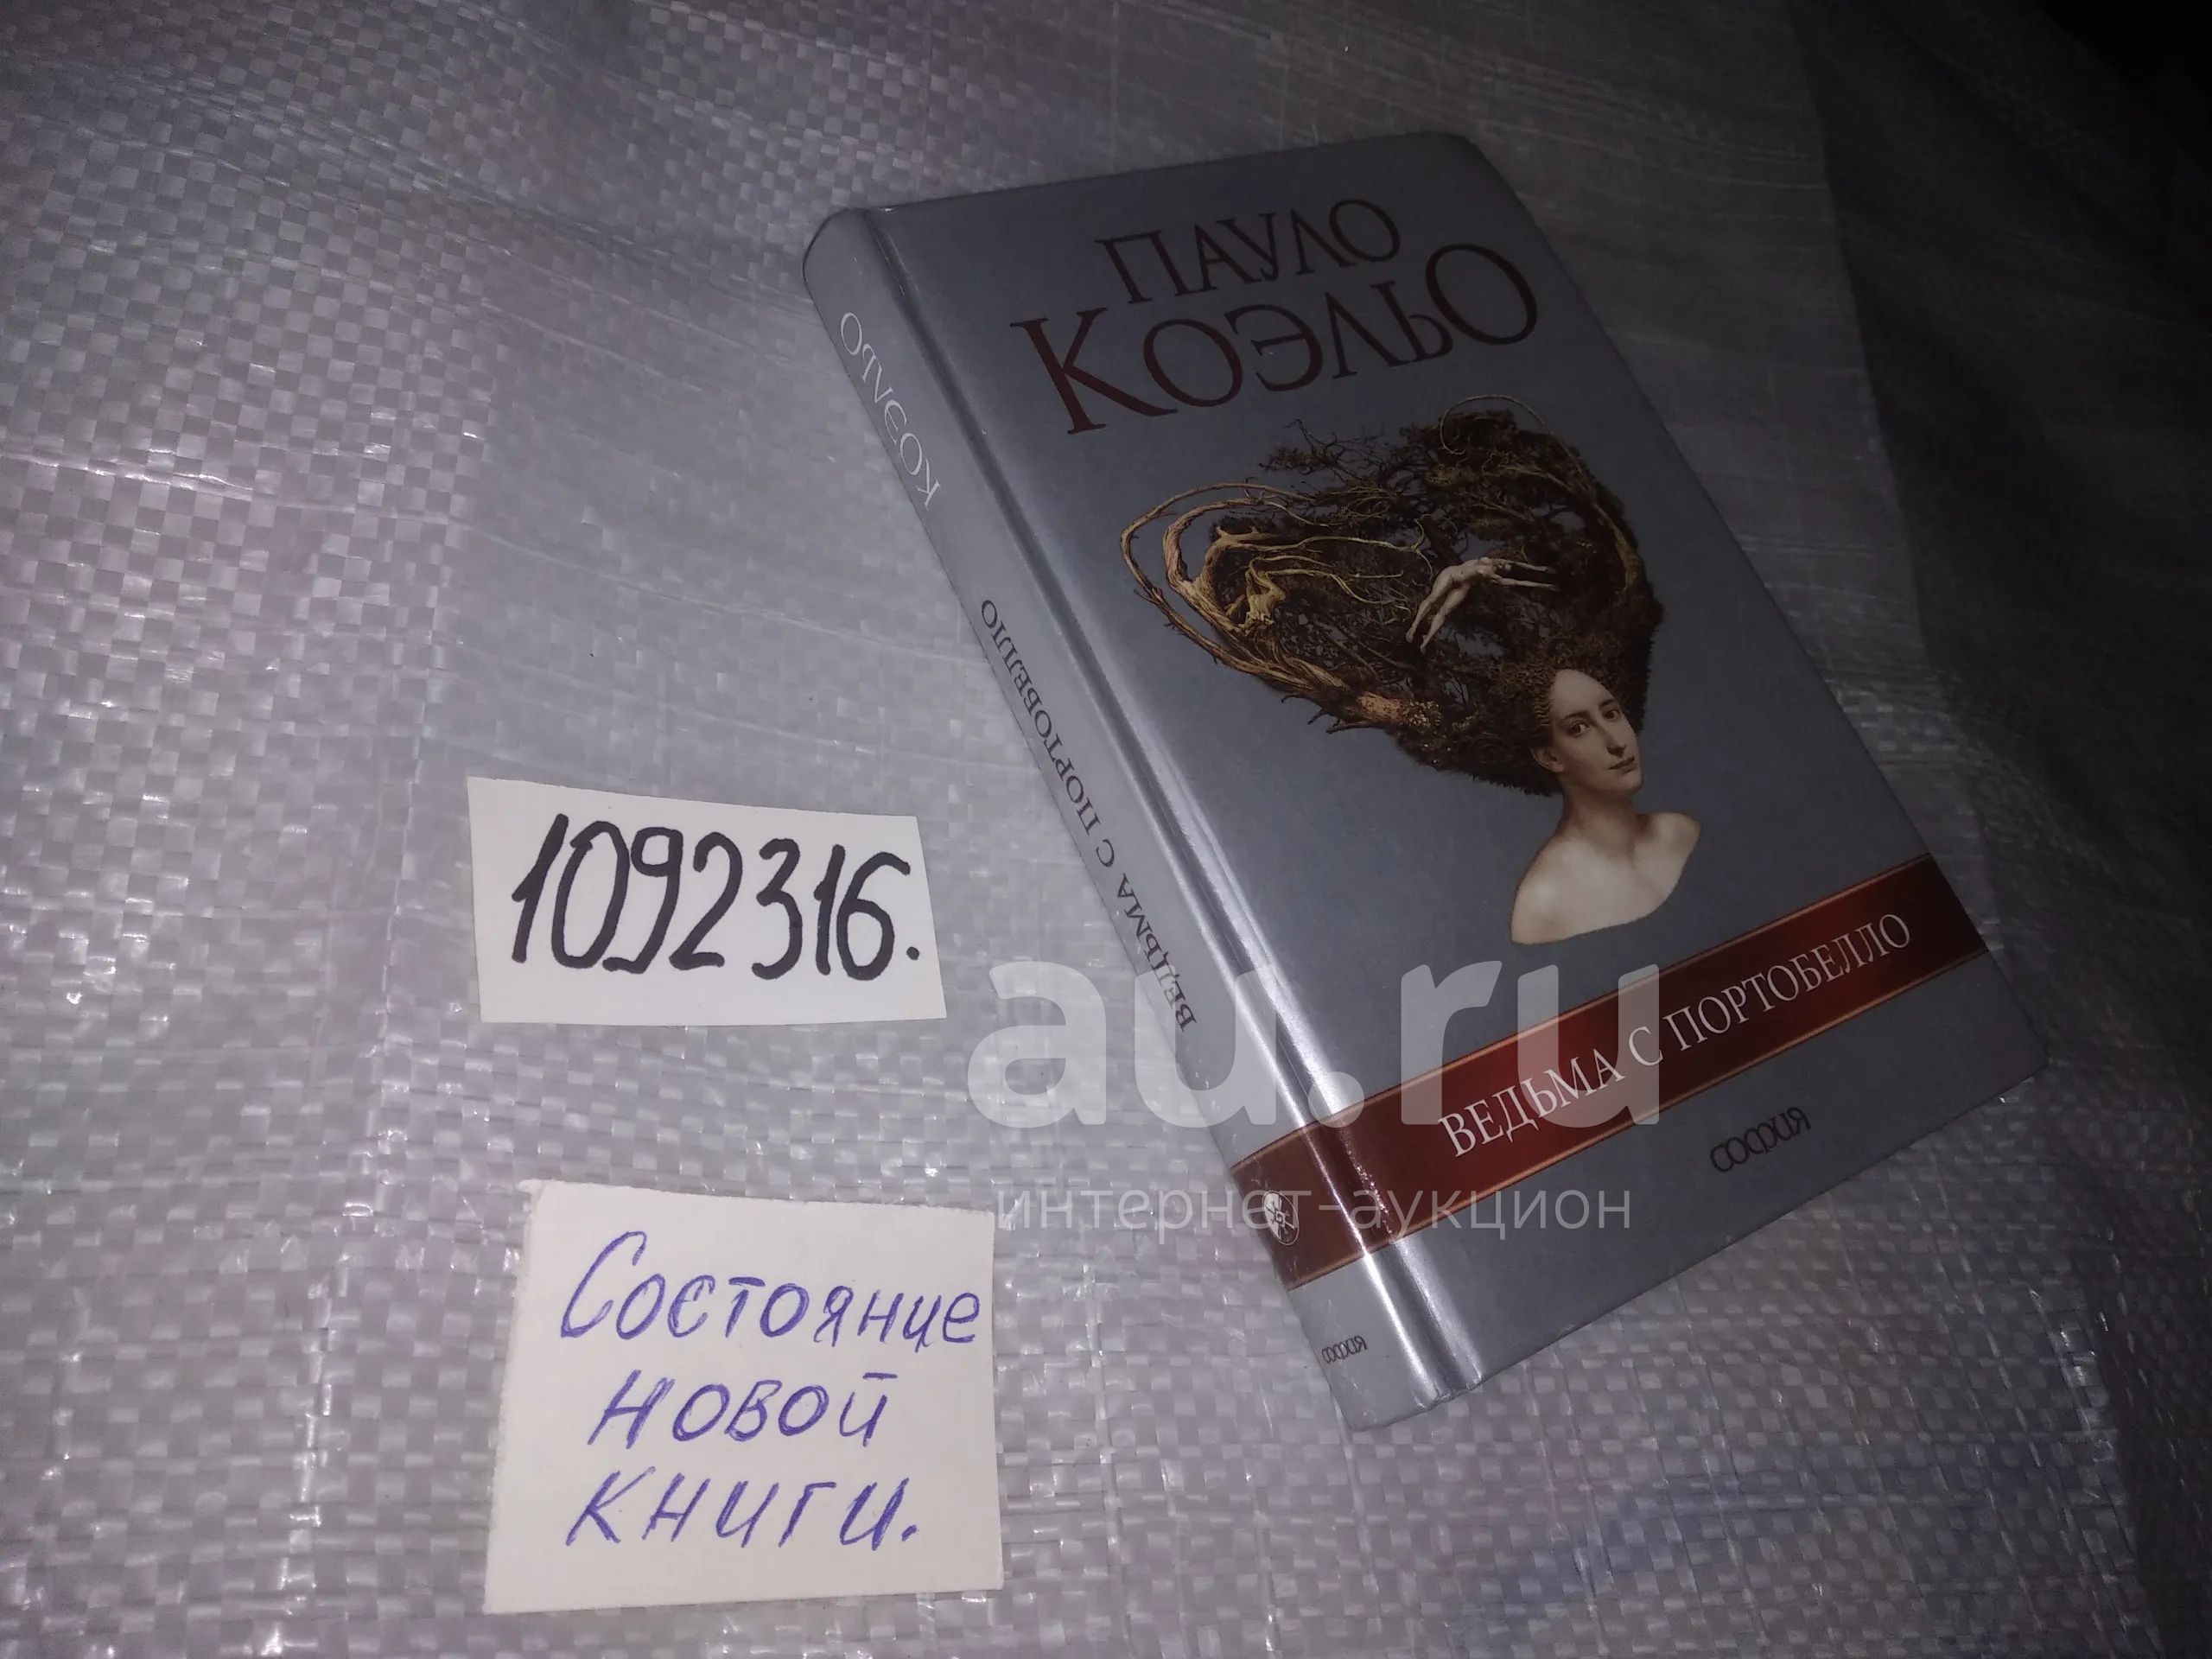 ПАУЛО
КОЭЛЬО
ВЕДЬМА С ПОРТОБЕЛЛО
СОФИЯ
КОЭЛЬО
ВЕДЬМА С ПОРТОБЕЛЛО
СОФИЯ
1092316.
Состояние
новой
книги.
au.ru
интернет-аукцион